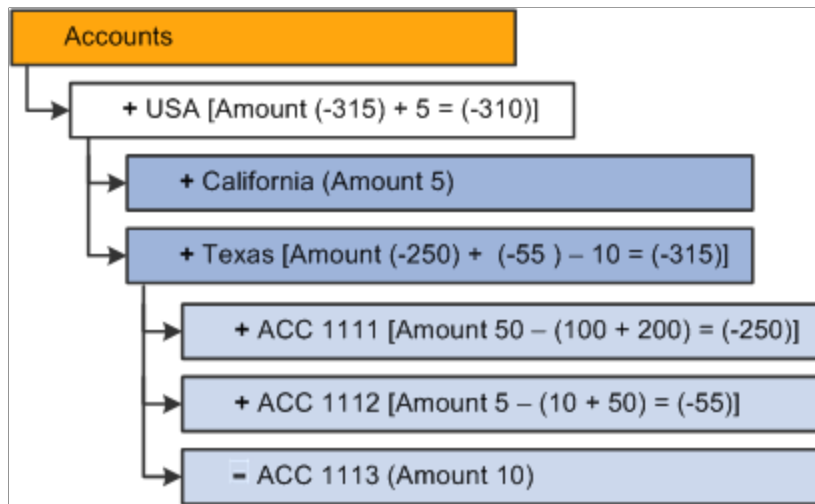 Accounts
+ USA [Amount (-315) + 5 = (-310)]
+ California (Amount 5)
+ Texas [Amount (-250) + (-55 ) – 10 = (-315)]
+ ACC 1111 [Amount 50 – (100 + 200) = (-250)]
+ ACC 1112 [Amount 5 – (10 + 50) = (-55)]
- ACC 1113 (Amount 10)